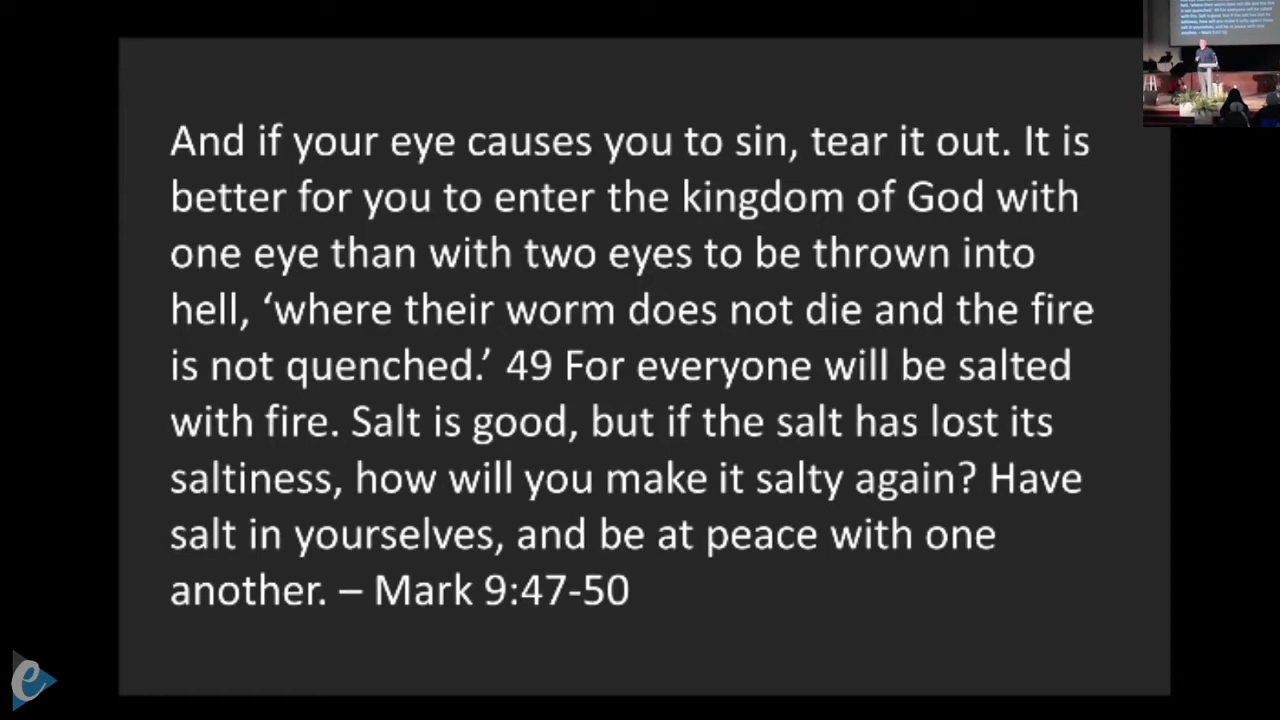 And if your eye causes you to sin, tear it out. It is
better for you to enter the kingdom of God with
one eye than with two eyes to be thrown into
hell, ‘where their worm does not die and the fire
is not quenched.’ 49 For everyone will be salted
with fire. Salt is good, but if the salt has lost its
saltiness, how will you make it salty again? Have
salt in yourselves, and be at peace with one
another. – Mark 9:47-50
e